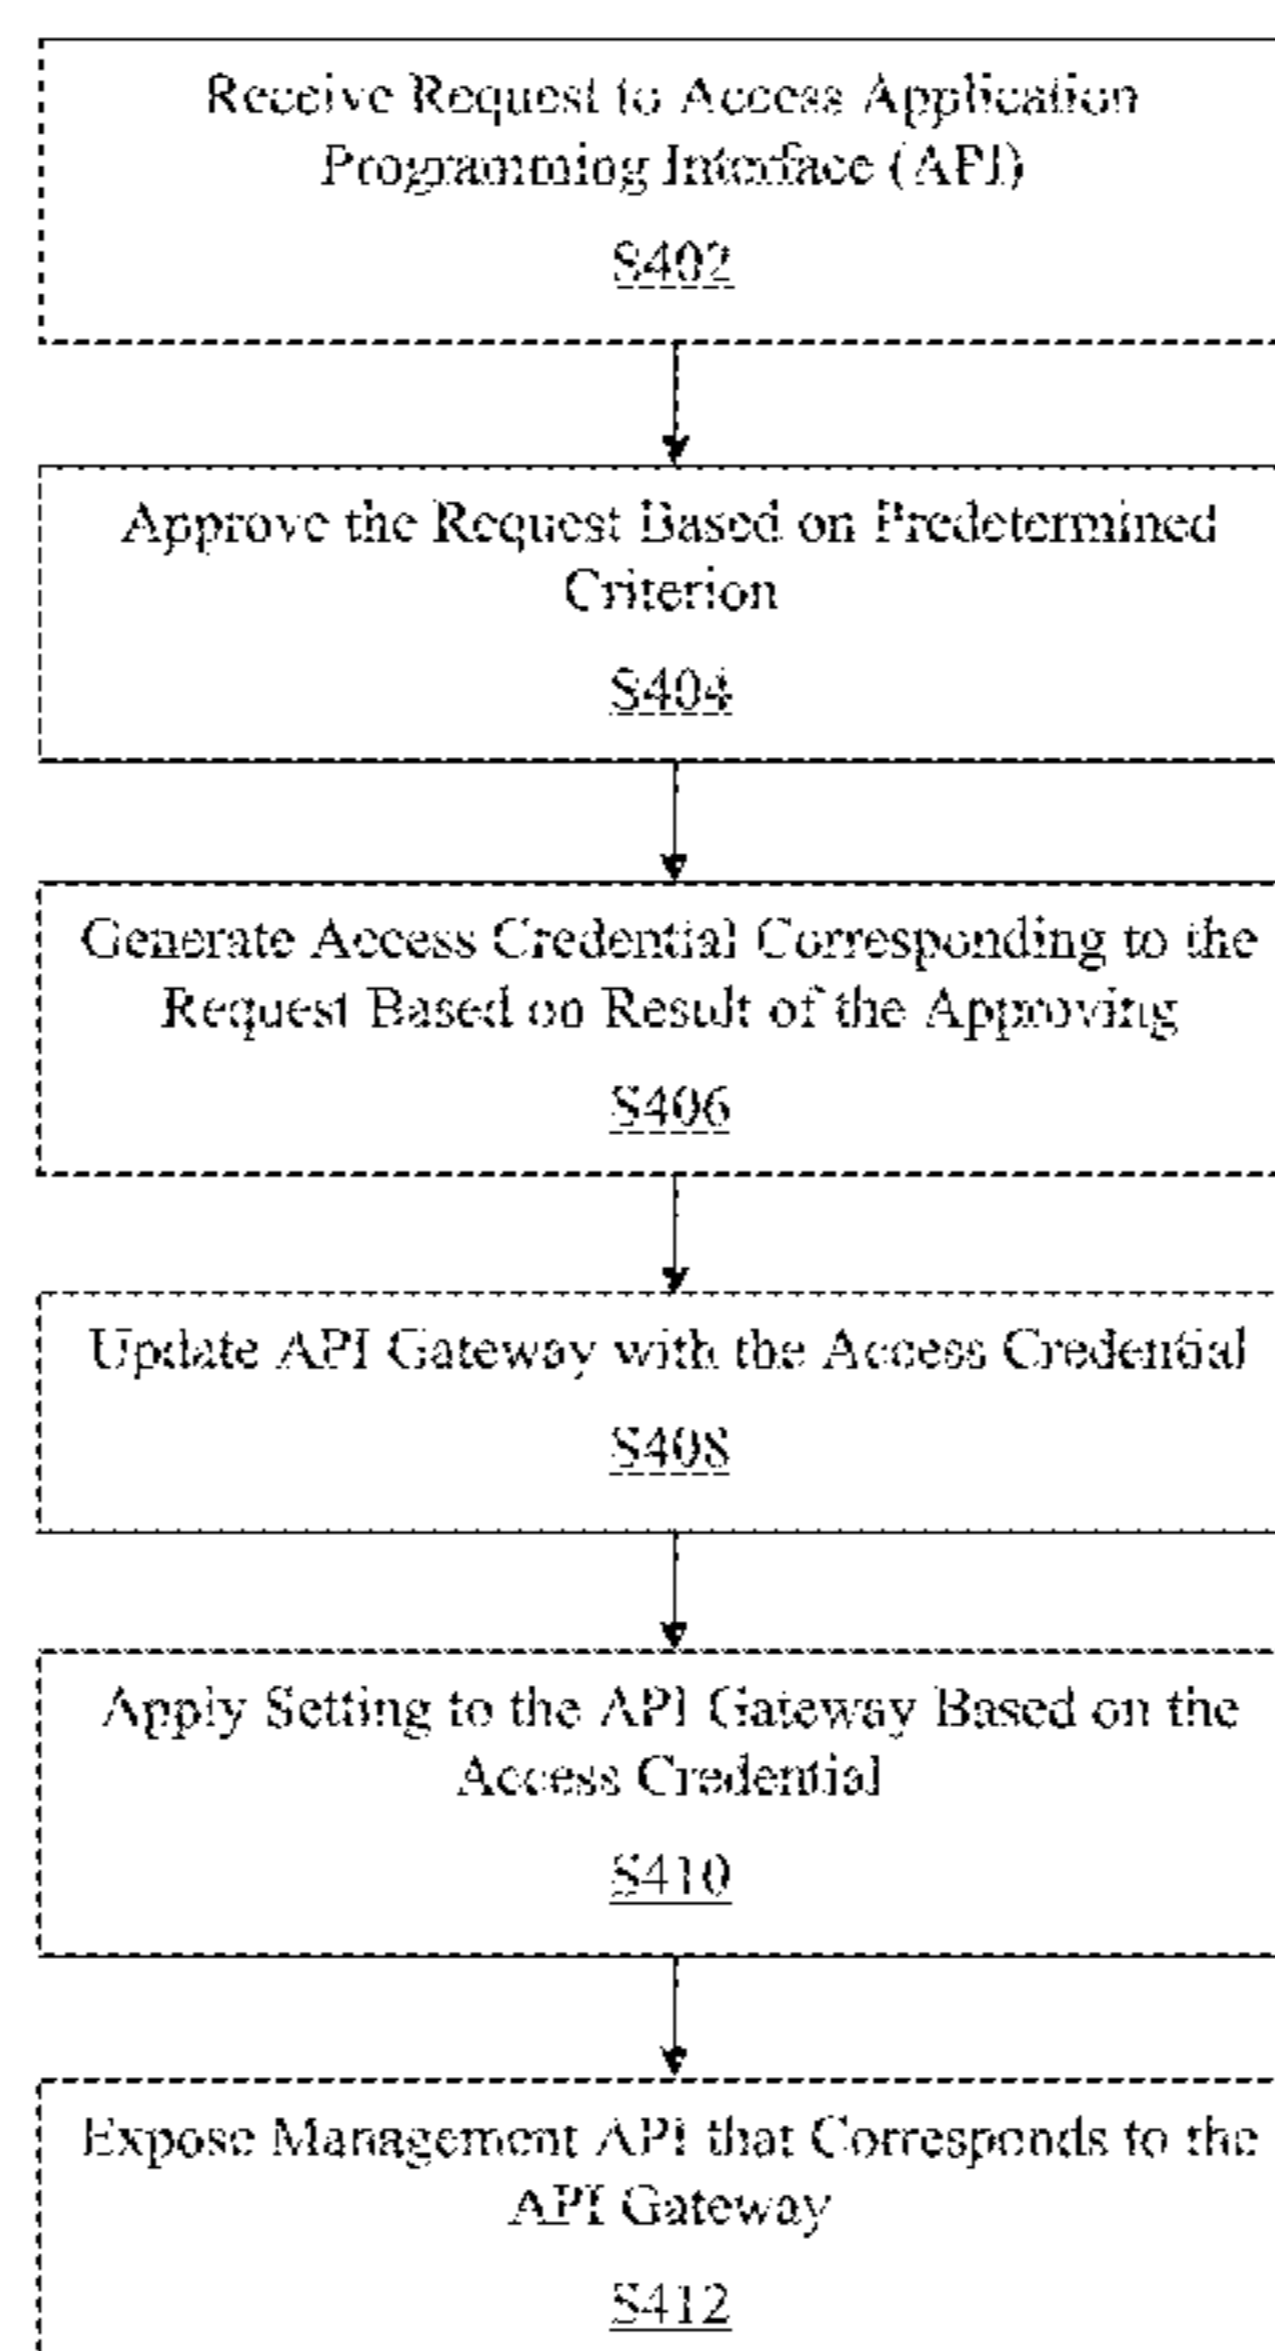 Receive Request to Access Application
Programming Interface (API)
S402
Approve the Request Based on Predetermined
Criterion
S404
Generate Access Credential Corresponding to the
Request Based on Result of the Approving
S406
Update API Gateway with the Access Credential
S408
Apply Setting to the API Gateway Based on the
Access Credential
S410
Expose Management API that Corresponds to the
API Gateway
S412